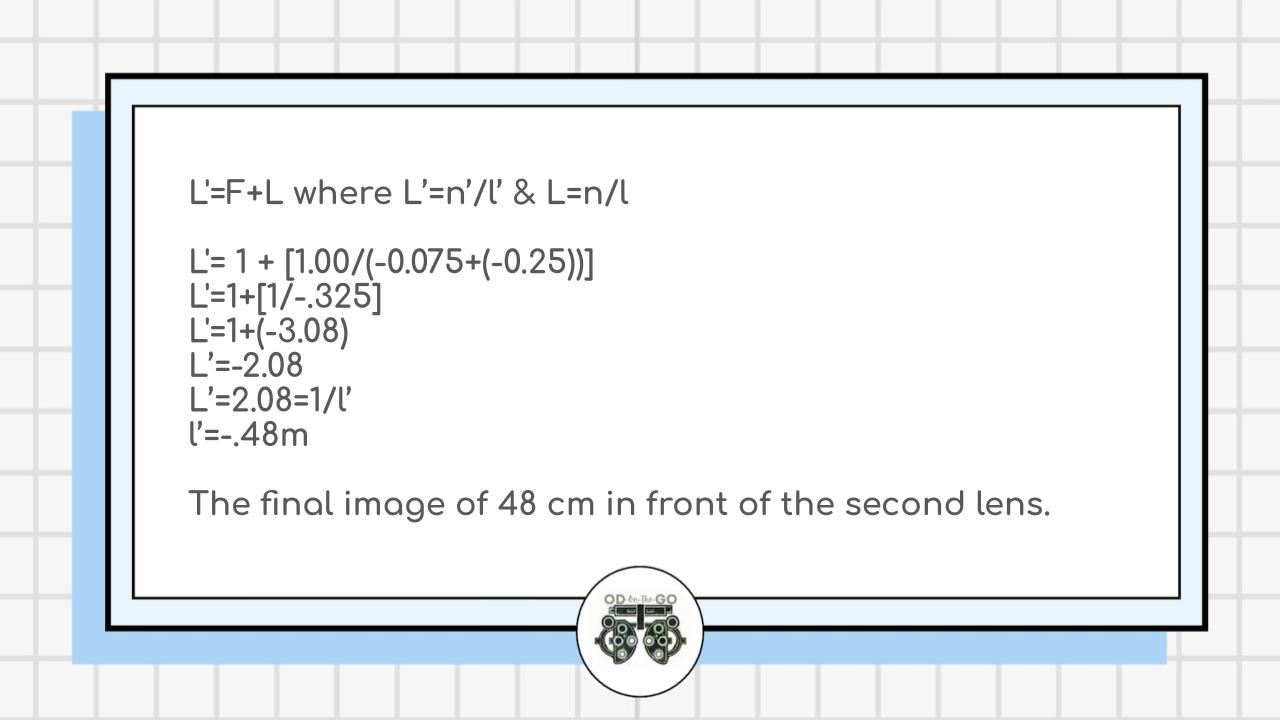 L'=F+L where L’=n’/l’ & L=n/l
L'= 1 + [1.00/(-0.075+(-0.25))]
L'=1+[1/-.325]
L'=1+(-3.08)
L’=-2.08
L’=2.08=1/l’
l’=-.48m
The final image of 48 cm in front of the second lens.
OD-On-The-GO